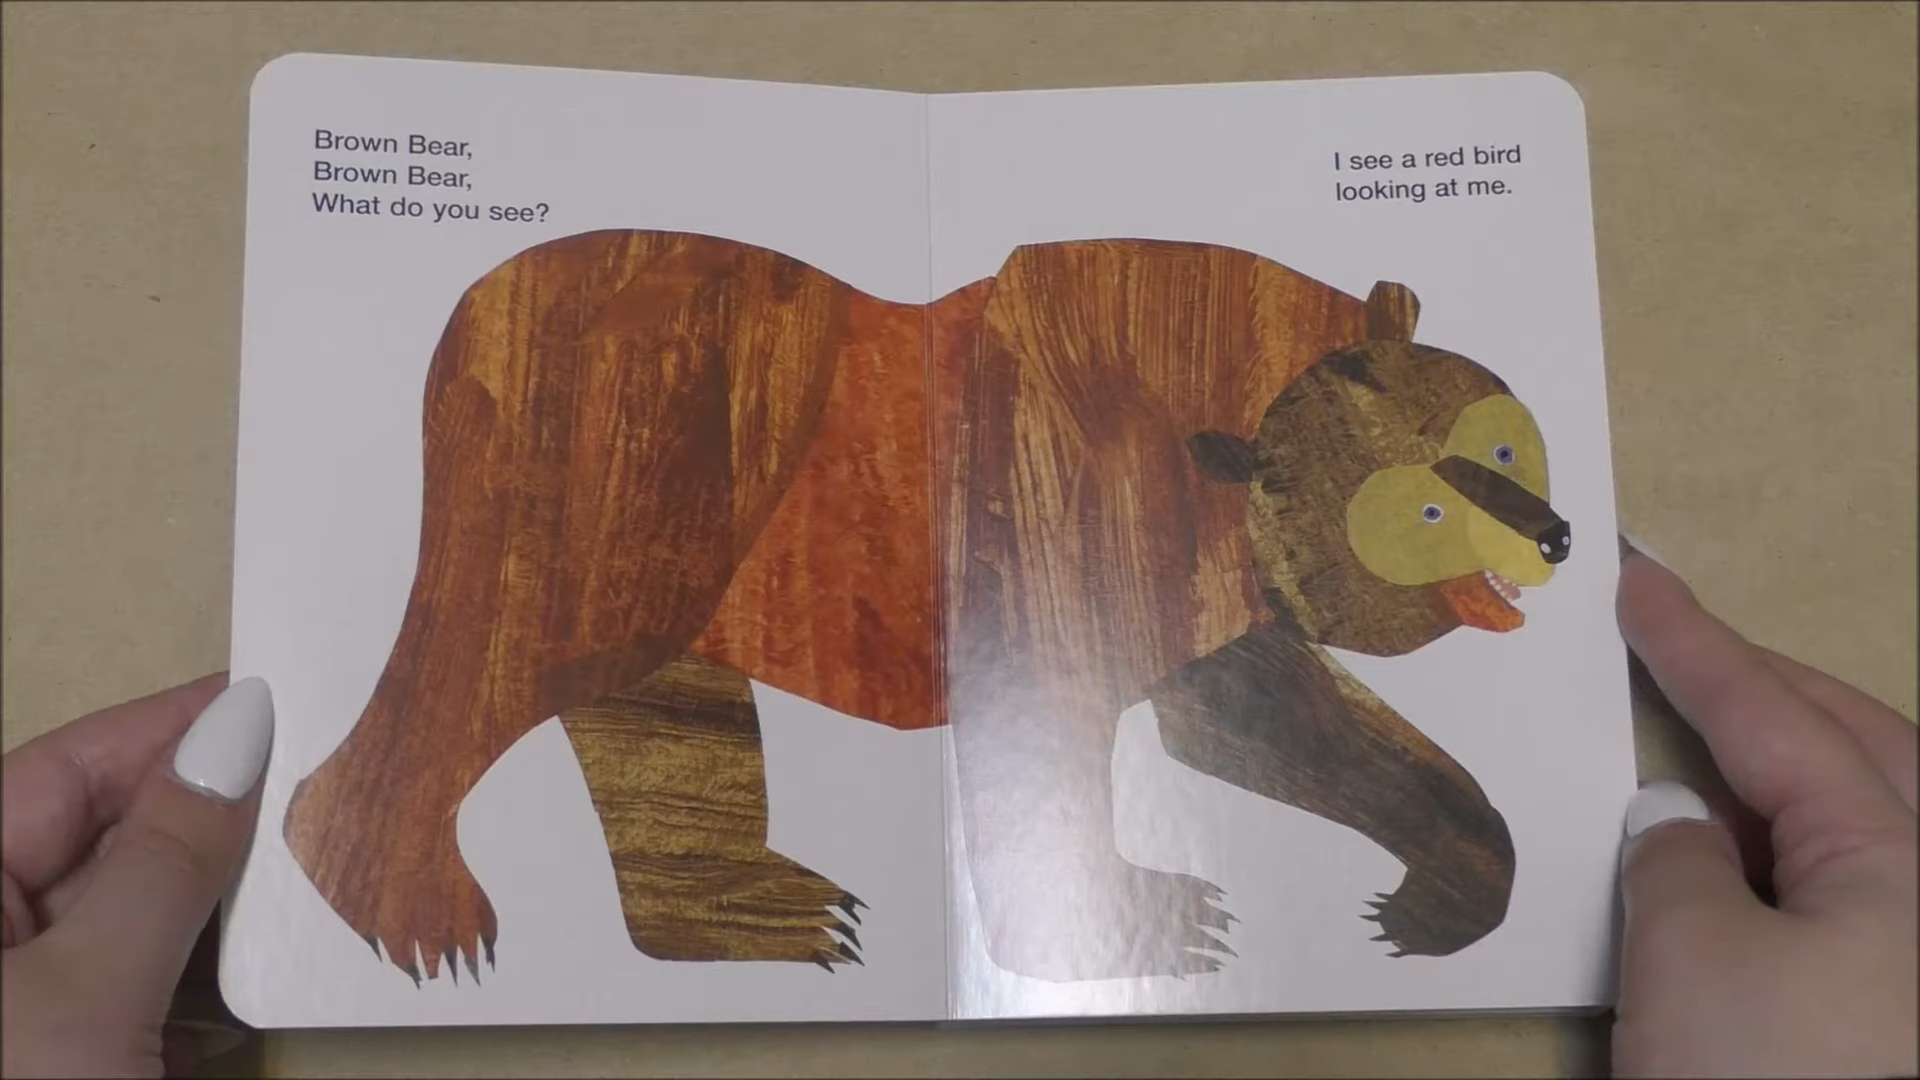 Brown Bear,
Brown Bear,
What do you see?
I see a red bird
looking at me.